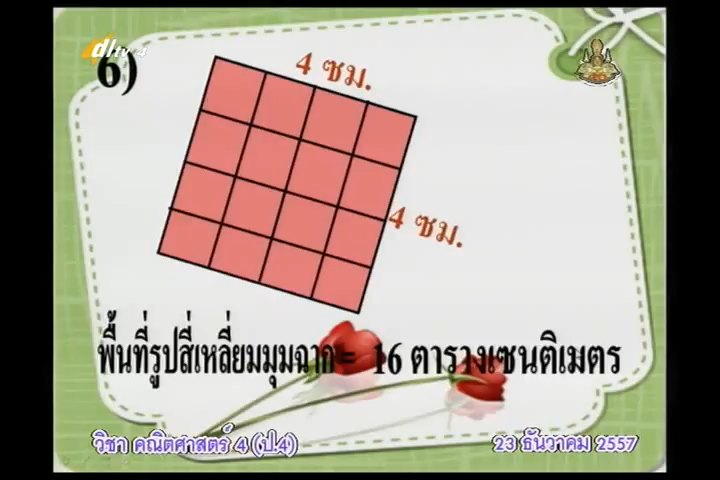 dltv 4
6)
4 ซม.
4 ซม.
พื้นที่รูปสี่เหลี่ยมมุมฉาก = 16 ตารางเซนติเมตร
วิชา คณิตศาสตร์ 4 (ป.4)
23 ธันวาคม 2557